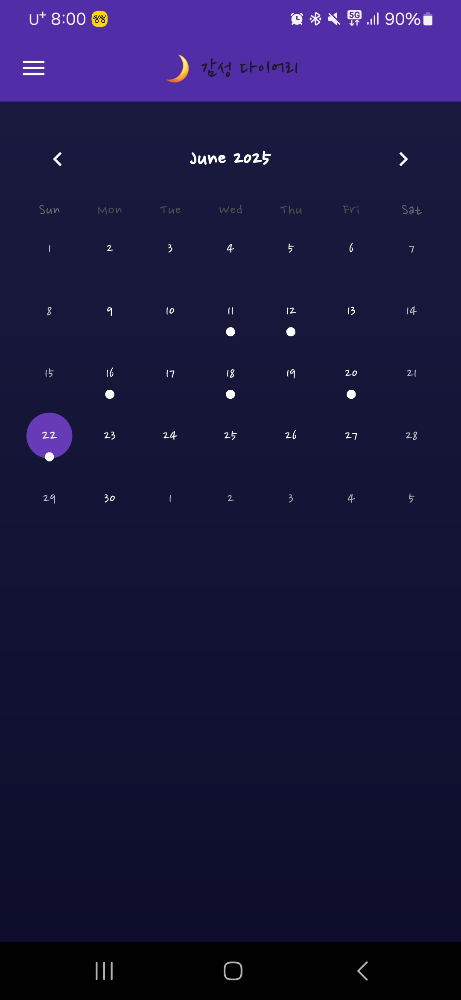 U+ 8:00 5G 90%
감성 다이어리
June 2025
Sun Mon Tue Wed Thu Fri Sat
1 2 3 4 5 6 7
8 9 10 11 12 13 14
15 16 17 18 19 20 21
22 23 24 25 26 27 28
29 30 1 2 3 4 5